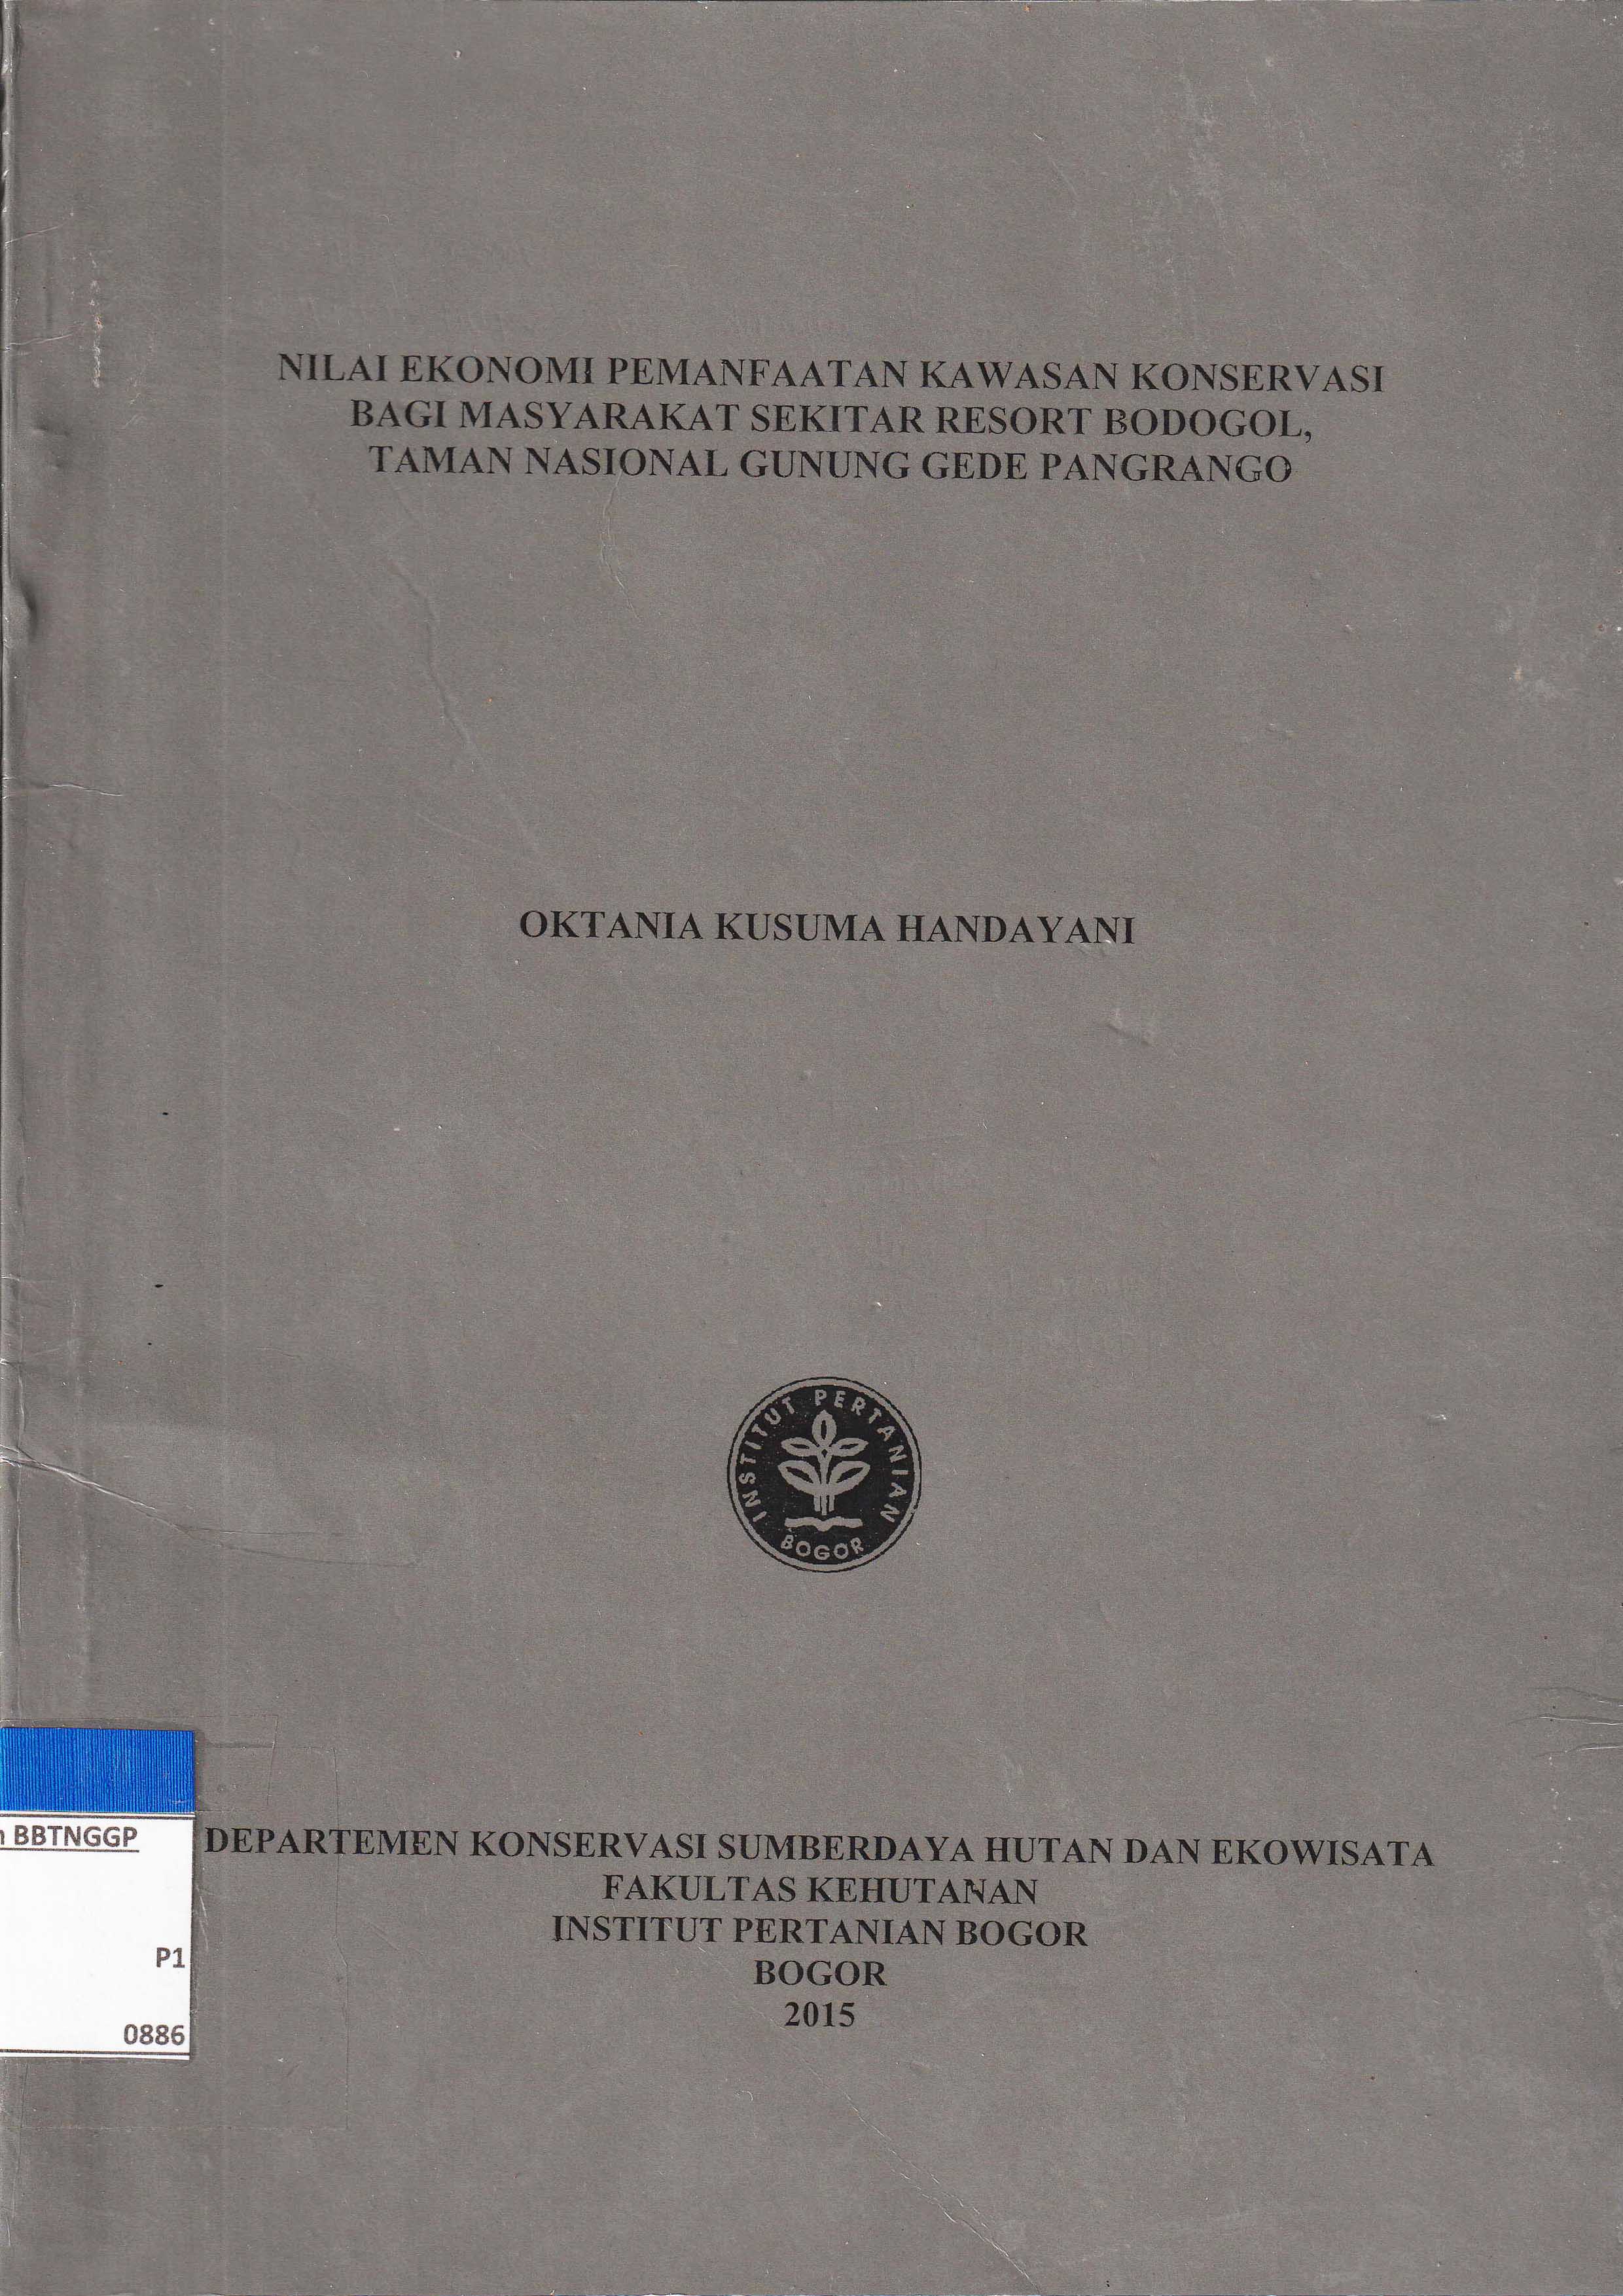 NILAI EKONOMI PEMANFAATAN KAWASAN KONSERVASI
BAGI MASYARAKAT SEKITAR RESORT BODOGOL,
TAMAN NASIONAL GUNUNG GEDE PANGRANGO
OKTANIA KUSUMA HANDAYANI
INSTITUT PERTANIAN
BOGOR
BBTNGGP
P1
0886
DEPARTEMEN KONSERVASI SUMBERDAYA HUTAN DAN EKOWISATA
FAKULTAS KEHUTANAN
INSTITUT PERTANIAN BOGOR
BOGOR
2015